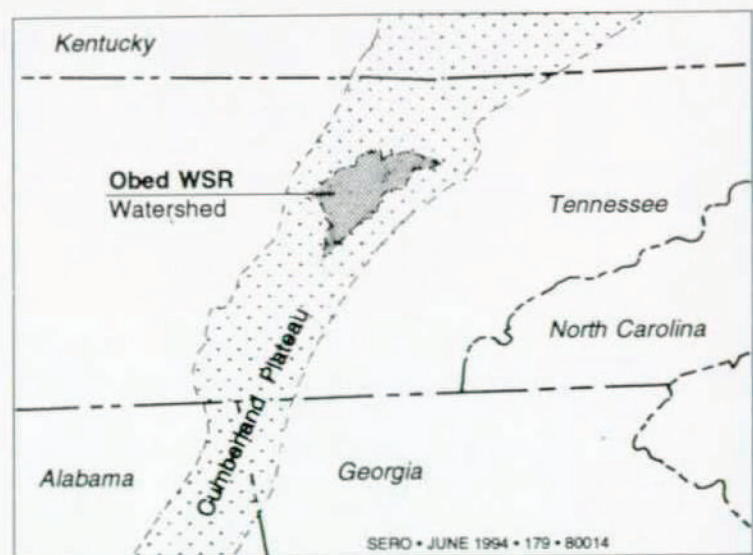 Kentucky
Obed WSR
Watershed
Tennessee
North Carolina
Cumberland Plateau
Alabama
Georgia
SERO • JUNE 1994 • 179 • 80014